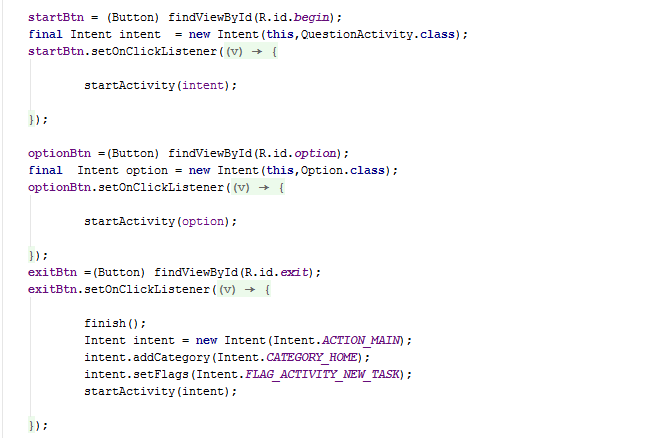 startBtn = (Button) findViewById(R.id.begin);
final Intent intent  = new Intent(this,QuestionActivity.class);
startBtn.setOnClickListener((v) → {
startActivity(intent);
});
optionBtn =(Button) findViewById(R.id.option);
final  Intent option = new Intent(this,Option.class);
optionBtn.setOnClickListener((v) → {
startActivity(option);
});
exitBtn =(Button) findViewById(R.id.exit);
exitBtn.setOnClickListener((v) → {
finish();
Intent intent = new Intent(Intent.ACTION_MAIN);
intent.addCategory(Intent.CATEGORY_HOME);
intent.setFlags(Intent.FLAG_ACTIVITY_NEW_TASK);
startActivity(intent);
});